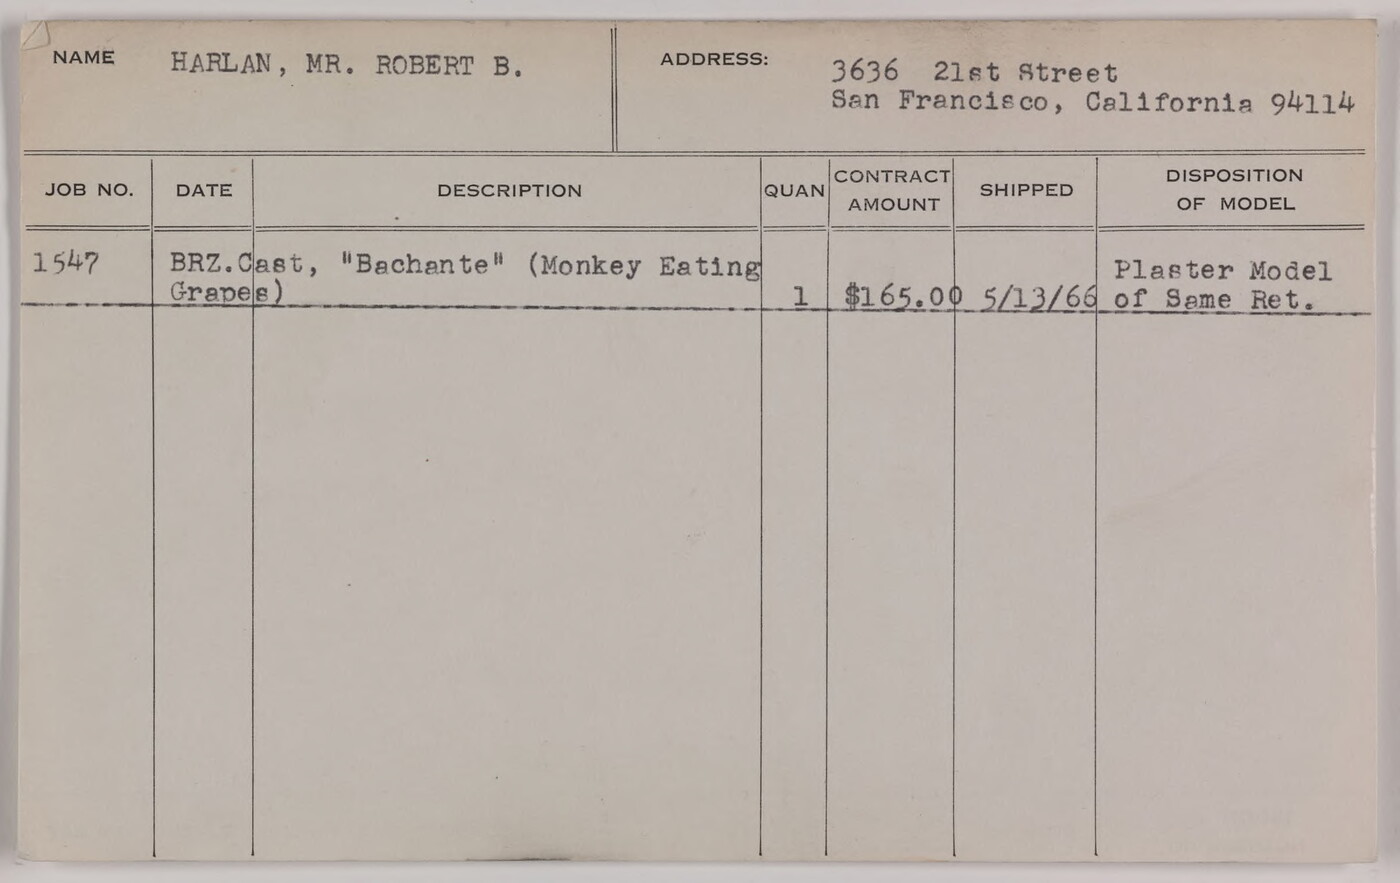 NAME HARLAN, MR. ROBERT B. ADDRESS: 3636 21st Street
San Francisco, California 94114
JOB NO. DATE DESCRIPTION QUAN CONTRACT AMOUNT SHIPPED DISPOSITION OF MODEL
1547 BRZ.Cast, "Bachante" (Monkey Eating Plaster Model
Grapes) 1 $165.00 5/13/66 of Same Ret.